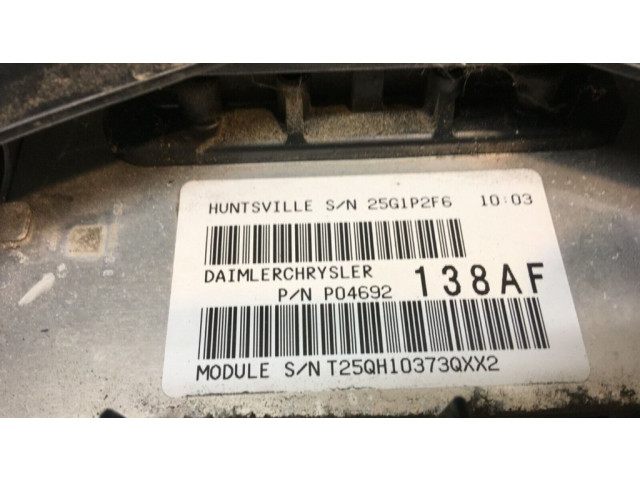 HUNTSVILLE S/N 25G1P2F6 10:03
DAIMLERCHRYSLER
P/N P04692 138AF
MODULE S/N T25QH10373QXX2